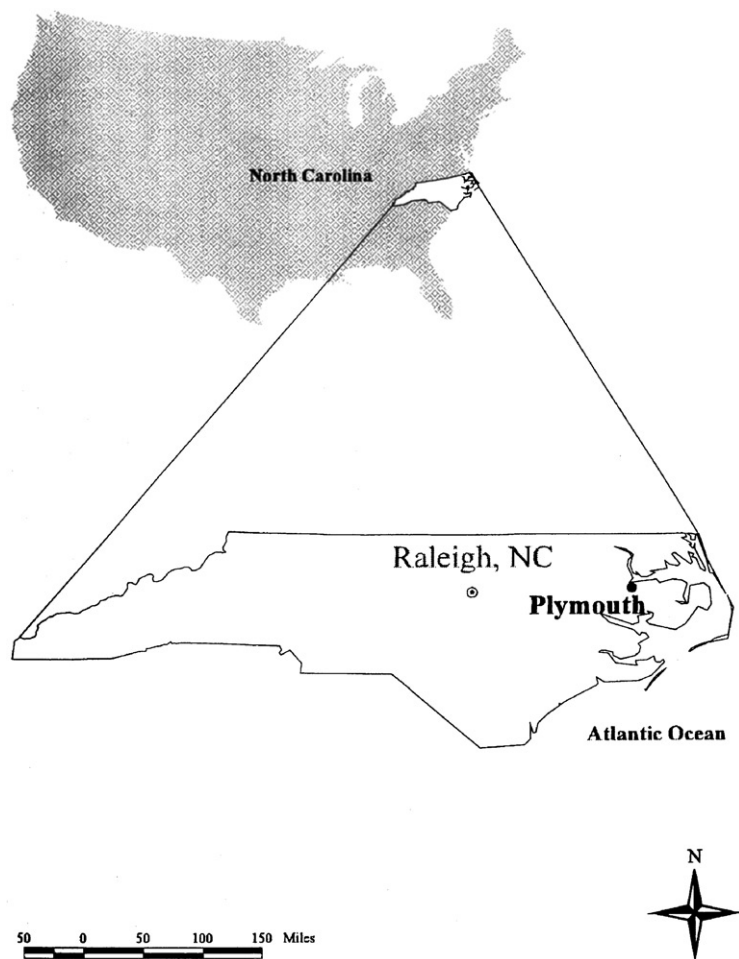 North Carolina
Raleigh, NC
Plymouth
Atlantic Ocean
N
50 0 50 100 150 Miles